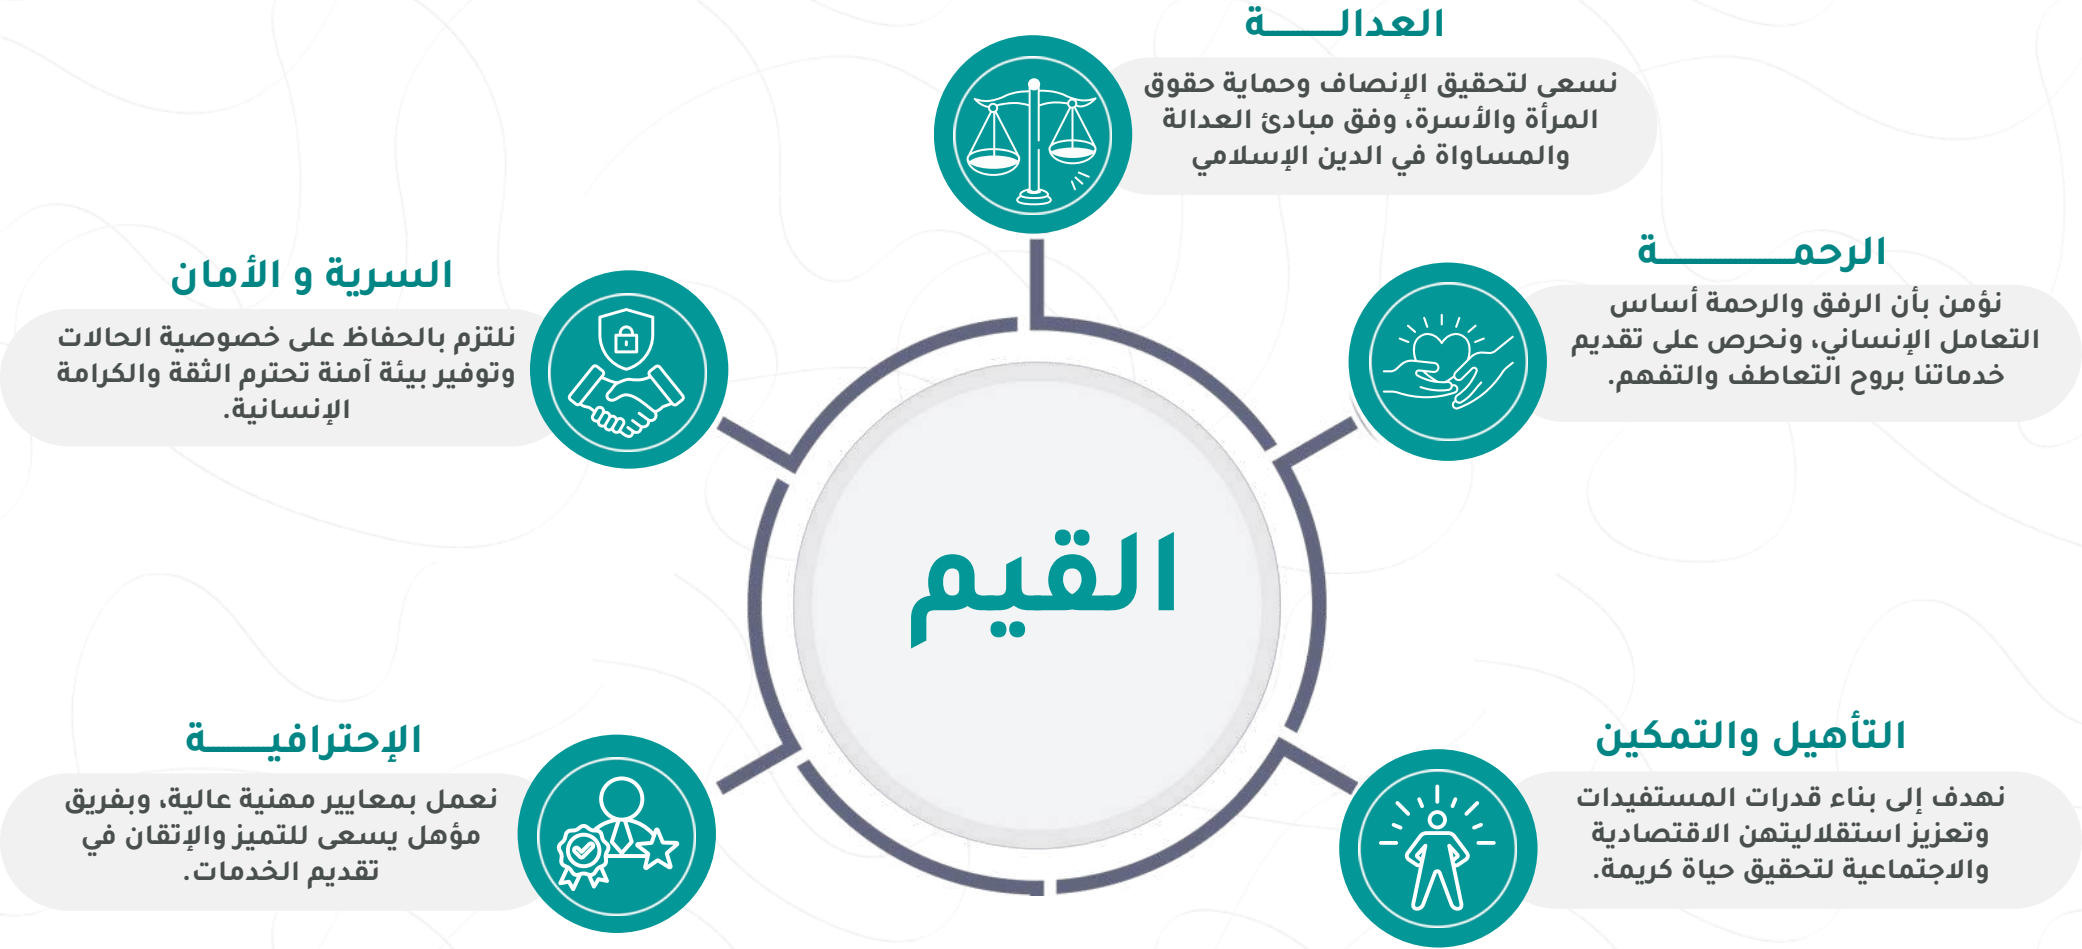 العدالـــــــة
نسعى لتحقيق الإنصاف وحماية حقوق
المرأة والأسرة، وفق مبادئ العدالة
والمساواة في الدين الإسلامي
الرحمــــــــــــة
نؤمن بأن الرفق والرحمة أساس
التعامل الإنساني، ونحرص على تقديم
خدماتنا بروح التعاطف والتفهم.
السرية و الأمان
نلتزم بالحفاظ على خصوصية الحالات
وتوفير بيئة آمنة تحترم الثقة والكرامة
الإنسانية.
القيم
التأهيل والتمكين
نهدف إلى بناء قدرات المستفيدات
وتعزيز استقلاليتهن الاقتصادية
والاجتماعية لتحقيق حياة كريمة.
الإحترافيـــــة
نعمل بمعايير مهنية عالية، وبفريق
مؤهل يسعى للتميز والإتقان في
تقديم الخدمات.